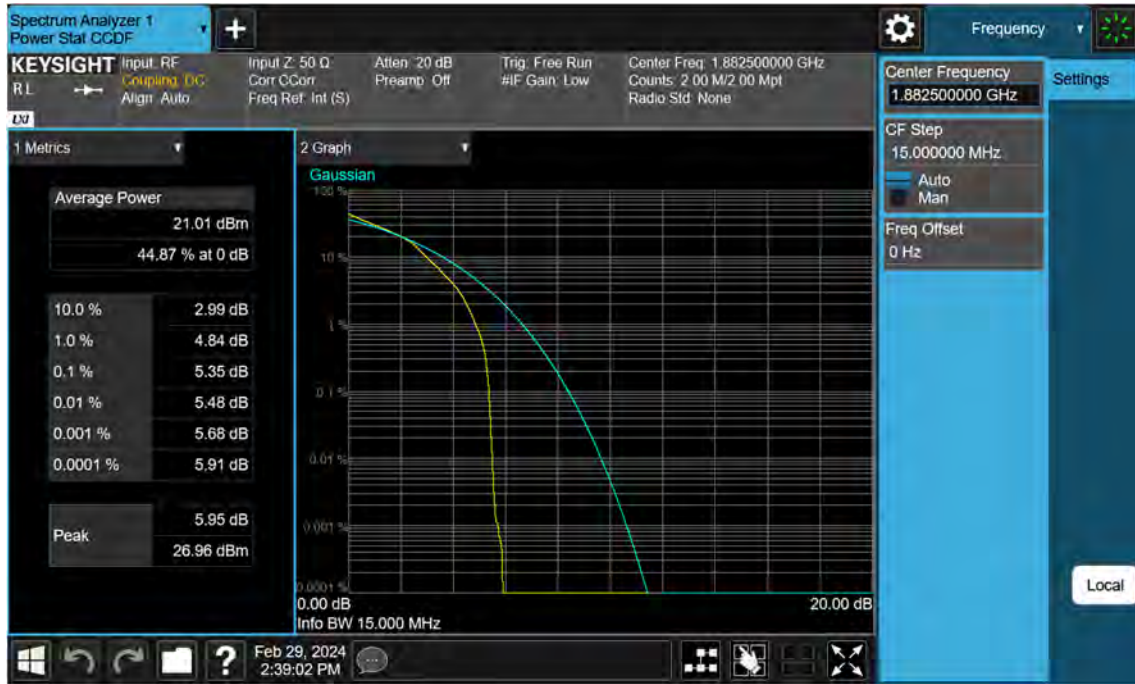 Spectrum Analyzer 1
Power Stat CCDF
+
Frequency
KEYSIGHT
RL
LXI
Input: RF
Coupling: DC
Align: Auto
Input Z: 50 Ω
Corr CCorr
Freq Ref: Int (S)
Atten: 20 dB
Preamp: Off
Trig: Free Run
#IF Gain: Low
Center Freq: 1.882500000 GHz
Counts: 2.00 M/2.00 Mpt
Radio Std: None
Center Frequency
1.882500000 GHz
Settings
CF Step
15.000000 MHz
Auto
Man
Freq Offset
0 Hz
Local
1 Metrics
Average Power
21.01 dBm
44.87 % at 0 dB
10.0 % 2.99 dB
1.0 % 4.84 dB
0.1 % 5.35 dB
0.01 % 5.48 dB
0.001 % 5.68 dB
0.0001 % 5.91 dB
Peak
5.95 dB
26.96 dBm
2 Graph
Gaussian
100 %
10 %
1 %
0.1 %
0.01 %
0.001 %
0.0001 %
0.00 dB 20.00 dB
Info BW 15.000 MHz
?
Feb 29, 2024
2:39:02 PM